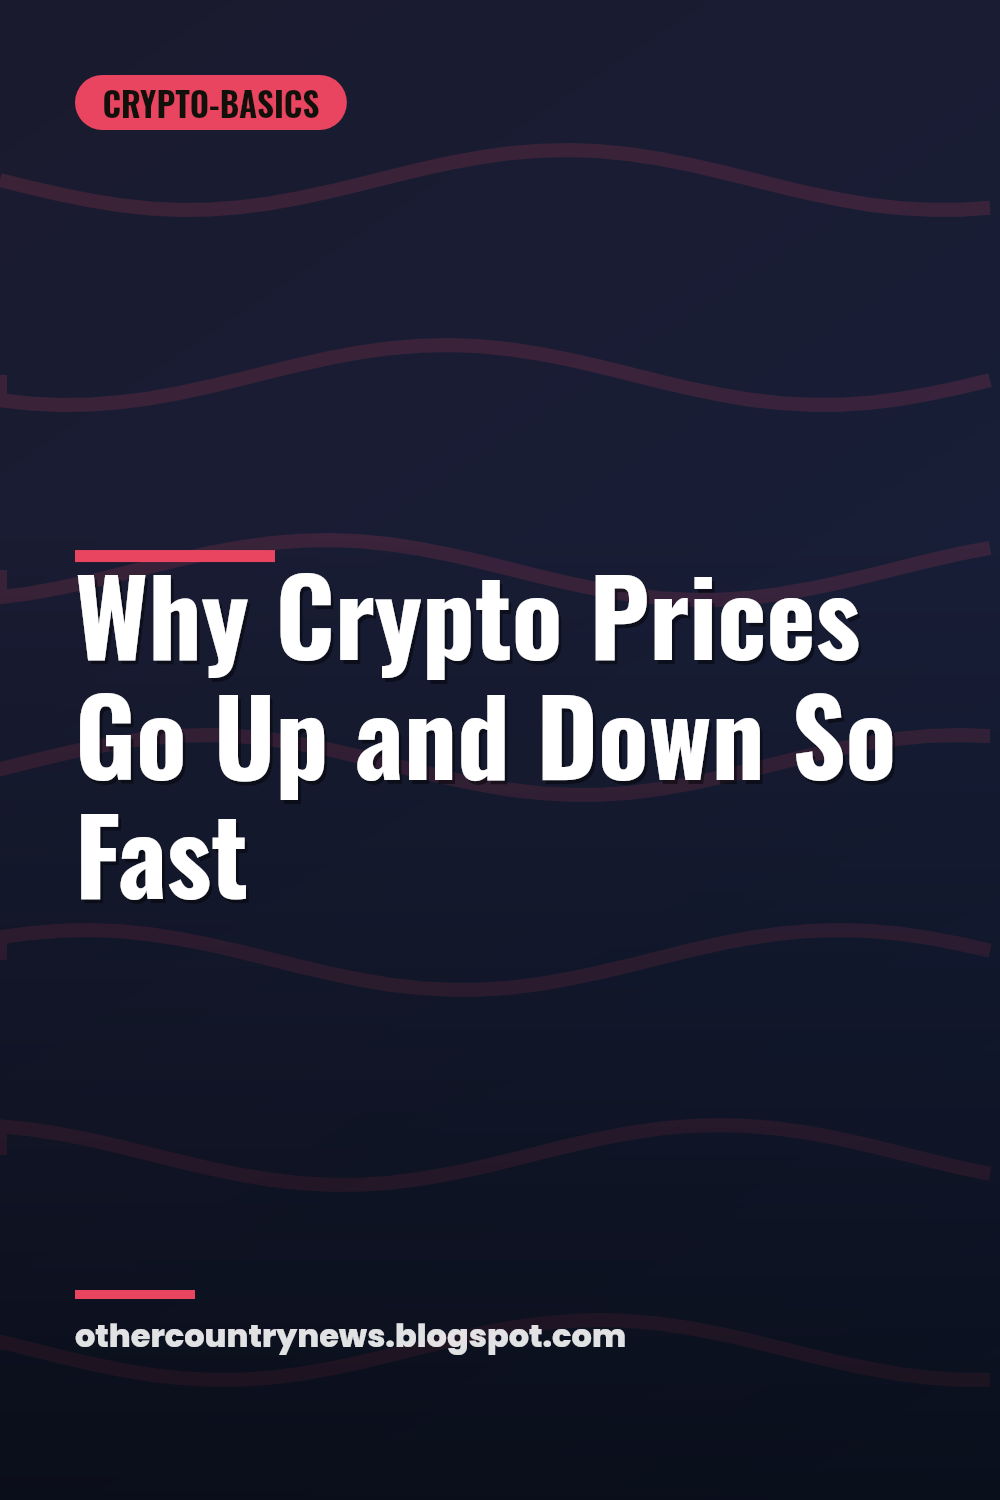 CRYPTO-BASICS
Why Crypto Prices
Go Up and Down So
Fast
othercountrynews.blogspot.com